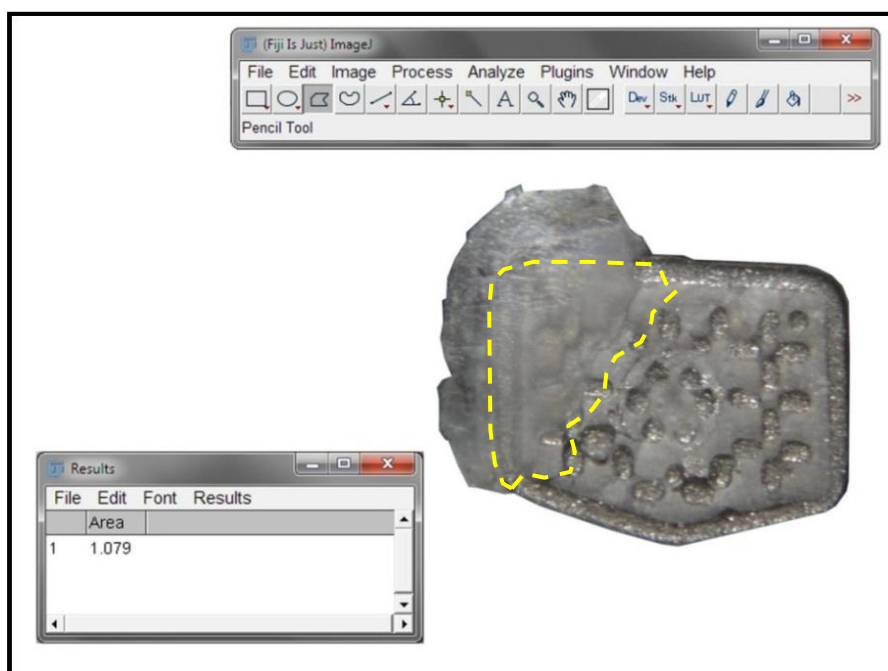 (Fiji Is Just) ImageJ
File Edit Image Process Analyze Plugins Window Help
A Dev Stk LUT >>
Pencil Tool
Results
File Edit Font Results
Area
1 1.079